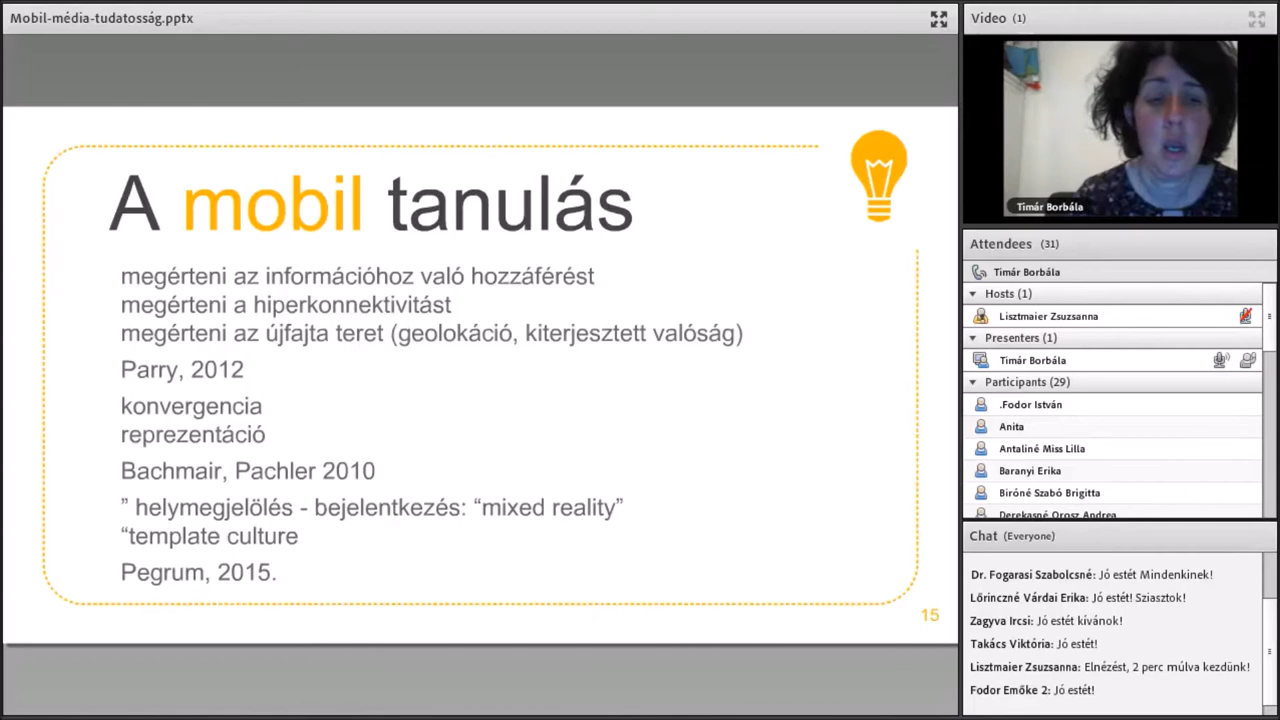 Mobil-média-tudatosság.pptx
A mobil tanulás
megérteni az információhoz való hozzáférést
megérteni a hiperkonnektivitást
megérteni az újfajta teret (geolokáció, kiterjesztett valóság)
Parry, 2012
konvergencia
reprezentáció
Bachmair, Pachler 2010
” helymegjelölés - bejelentkezés: “mixed reality”
“template culture
Pegrum, 2015.
15
Video (1)
Timár Borbála
Attendees (31)
Timár Borbála
Hosts (1)
Lisztmaier Zsuzsanna
Presenters (1)
Timár Borbála
Participants (29)
.Fodor István
Anita
Antaliné Miss Lilla
Baranyi Erika
Biróné Szabó Brigitta
Derekasné Orosz Andrea
Chat (Everyone)
Dr. Fogarasi Szabolcsné: Jó estét Mindenkinek!
Lőrinczné Várdai Erika: Jó estét! Sziasztok!
Zagyva Ircsi: Jó estét kívánok!
Takács Viktória: Jó estét!
Lisztmaier Zsuzsanna: Elnézést, 2 perc múlva kezdünk!
Fodor Emőke 2: Jó estét!